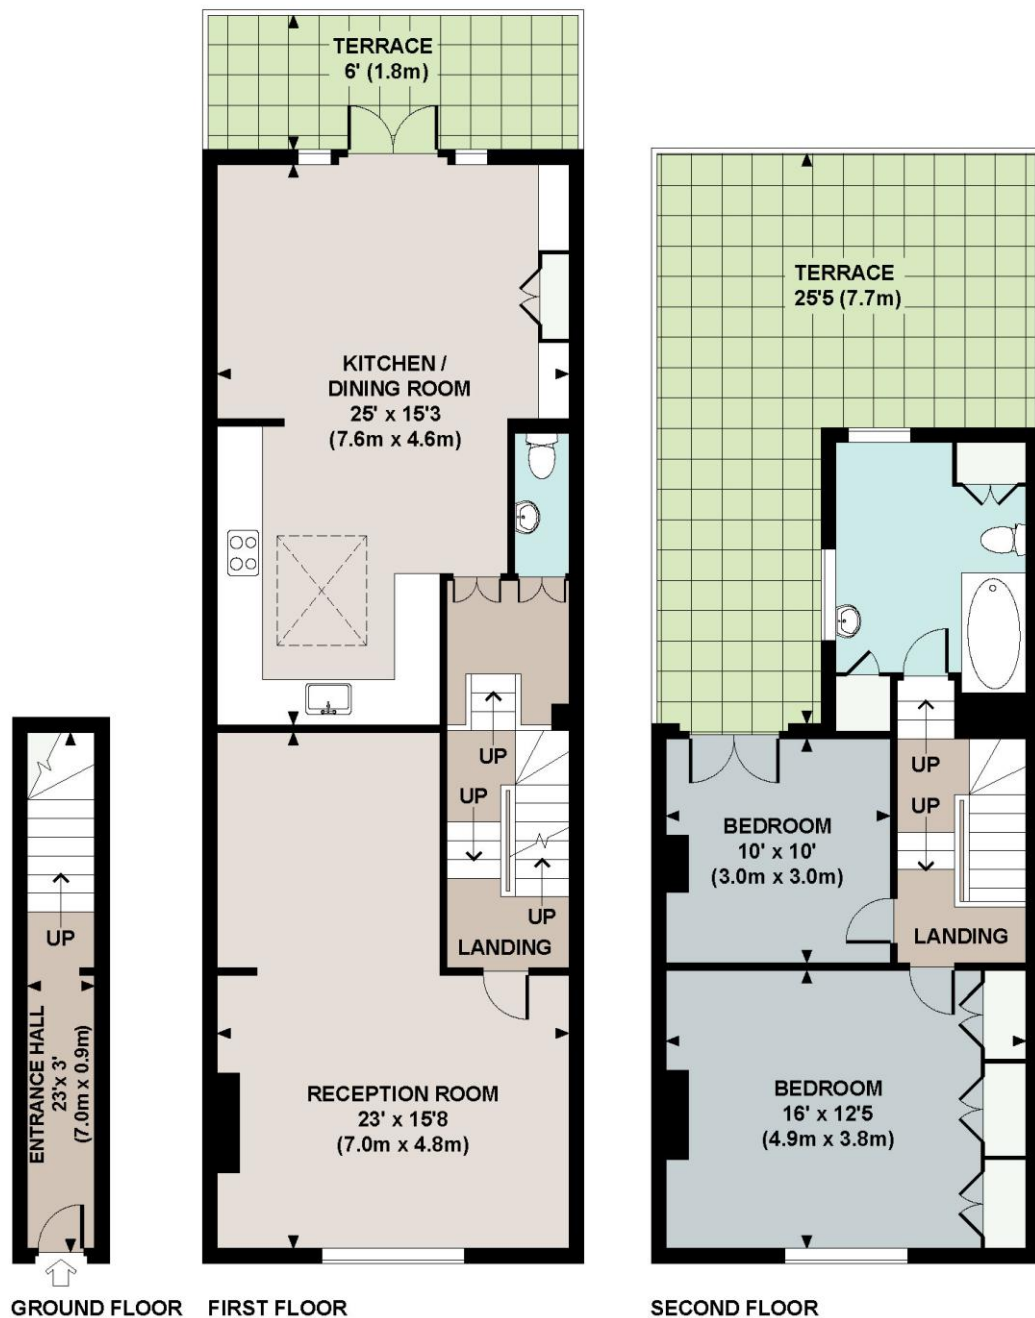 TERRACE
6' (1.8m)
KITCHEN /
DINING ROOM
25' x 15'3
(7.6m x 4.6m)
UP
UP
UP
LANDING
RECEPTION ROOM
23' x 15'8
(7.0m x 4.8m)
UP
ENTRANCE HALL
23'x 3'
(7.0m x 0.9m)
TERRACE
25'5 (7.7m)
UP
UP
BEDROOM
10' x 10'
(3.0m x 3.0m)
LANDING
BEDROOM
16' x 12'5
(4.9m x 3.8m)
GROUND FLOOR
FIRST FLOOR
SECOND FLOOR